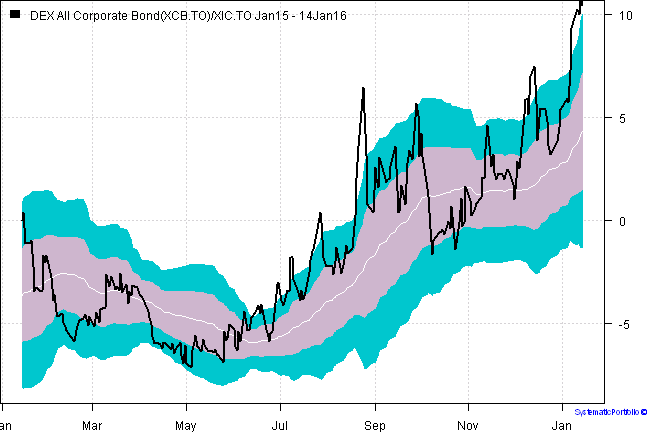 DEX All Corporate Bond(XCB.TO)/XIC.TO Jan15 - 14Jan16
10
5
0
-5
an Mar May Jul Sep Nov Jan
SystematicPortfolio ©